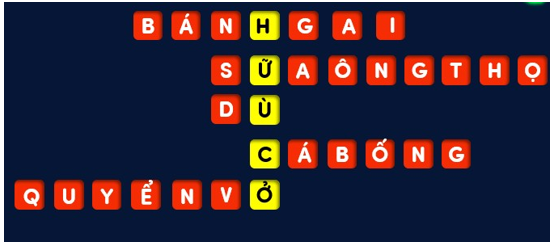 BÁNHGAI
SỮAÔNGTHỌ
DÙ
CÁBỐNG
QUYỂNVỞ